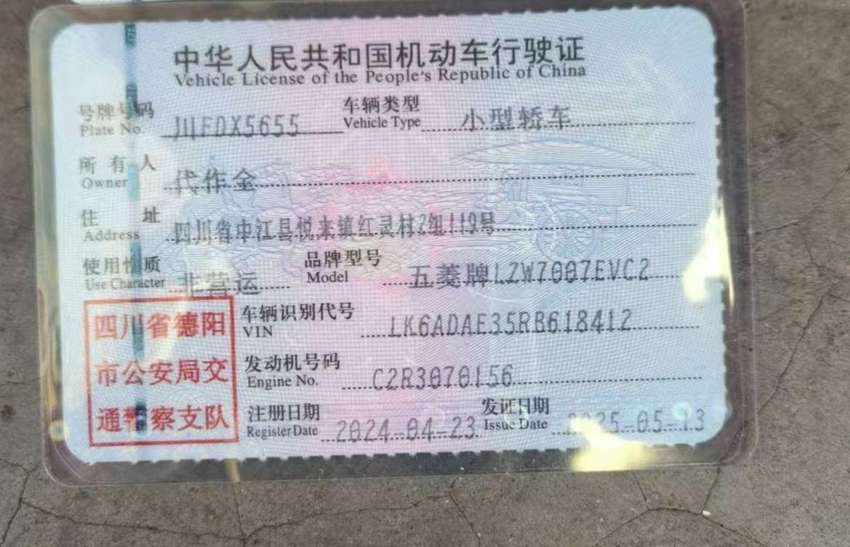 中华人民共和国机动车行驶证
Vehicle License of the People's Republic of China
号牌号码 川FDX5655 车辆类型 小型轿车
Plate No. Vehicle Type
所有人 代作全
Owner
住址 四川省中江县悦来镇红灵村2组119号
Address
使用性质 非营运 品牌型号 五菱牌LZW7007EVC2
Use Character Model
四川省德阳 车辆识别代号 LK6ADAE35RB618412
VIN
市公安局交 发动机号码 C2R3070156
Engine No.
通警察支队 注册日期 2024-04-23 发证日期 2025-05-13
Register Date Issue Date